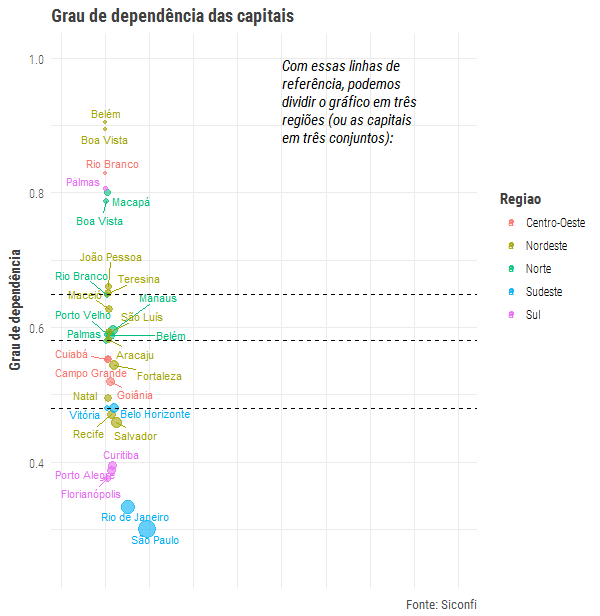 Grau de dependência das capitais
Com essas linhas de
referência, podemos
dividir o gráfico em três
regiões (ou as capitais
em três conjuntos):
Grau de dependência
1.0
0.8
0.6
0.4
Belém
Boa Vista
Rio Branco
Palmas
Macapá
Boa Vista
João Pessoa
Rio Branco
Teresina
Maceió
Manaus
Porto Velho
São Luís
Palmas
Belém
Cuiabá
Aracaju
Campo Grande
Fortaleza
Natal
Goiânia
Vitória
Belo Horizonte
Recife
Salvador
Curitiba
Porto Alegre
Florianópolis
Rio de Janeiro
São Paulo
Regiao
Centro-Oeste
Nordeste
Norte
Sudeste
Sul
Fonte: Siconfi